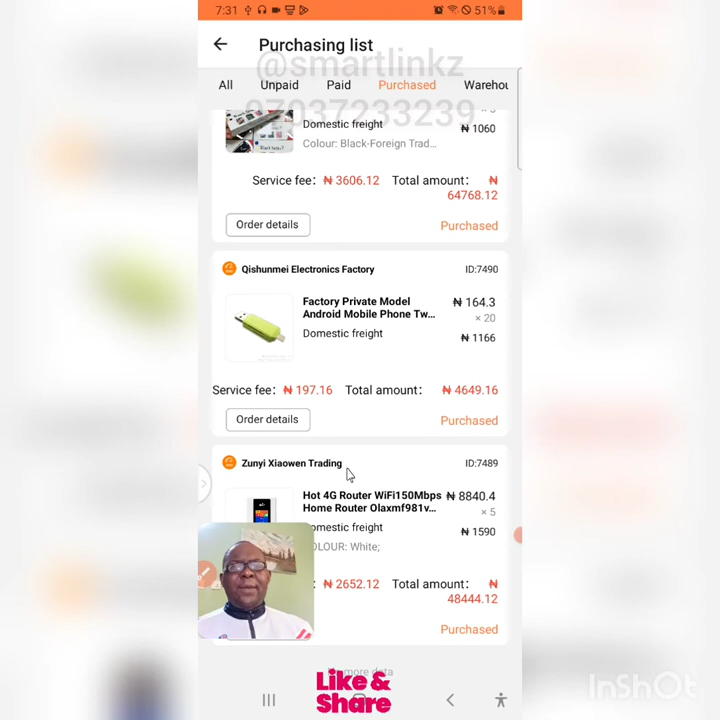 7:31
51%
Purchasing list
@smartlinkz
All Unpaid Paid Purchased Warehou
07037233239
Domestic freight
₦ 1060
Colour: Black-Foreign Trad...
Service fee: ₦ 3606.12 Total amount: ₦
64768.12
Order details
Purchased
Qishunmei Electronics Factory
ID:7490
Factory Private Model
₦ 164.3
Android Mobile Phone Tw...
× 20
Domestic freight
₦ 1166
Service fee: ₦ 197.16 Total amount: ₦ 4649.16
Order details
Purchased
Zunyi Xiaowen Trading
ID:7489
Hot 4G Router WiFi150Mbps
₦ 8840.4
Home Router Olaxmf981v...
× 5
omestic freight
₦ 1590
OLOUR: White;
: ₦ 2652.12 Total amount: ₦
48444.12
Purchased
more data
Like &
Share
InShOt